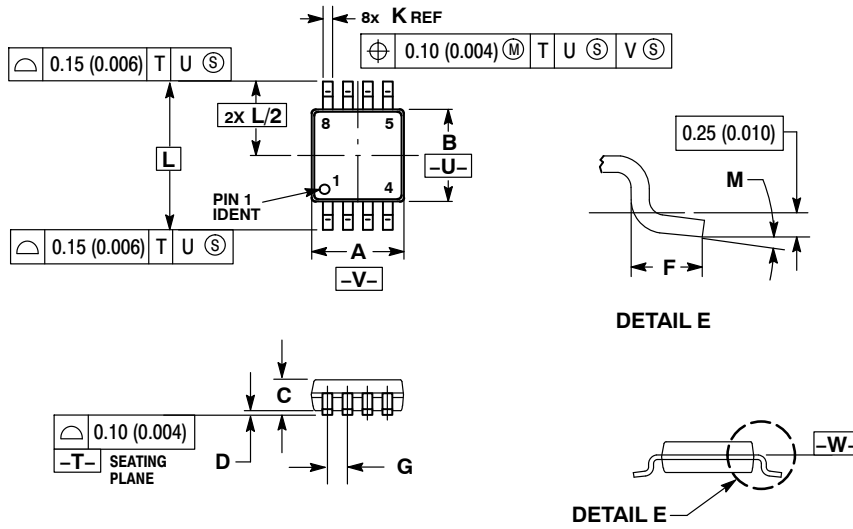 8x K REF
⌓ 0.15 (0.006) T U Ⓢ
⌖ 0.10 (0.004) Ⓜ T U Ⓢ V Ⓢ
2X L/2
L
8 5
1 4
PIN 1
IDENT
B
–U–
⌓ 0.15 (0.006) T U Ⓢ
A
–V–
0.25 (0.010)
M
F
DETAIL E
C
⌓ 0.10 (0.004)
–T– SEATING
PLANE
D
G
–W–
DETAIL E